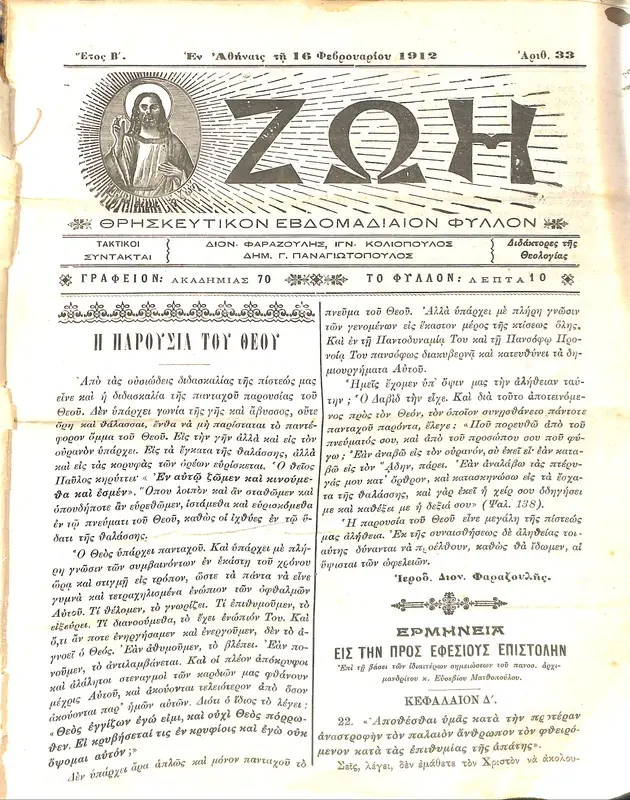 Ἔτος Β΄. Ἐν Ἀθήναις τῇ 16 Φεβρουαρίου 1912 Ἀριθ. 33
ΖΩΗ
ΘΡΗΣΚΕΥΤΙΚΟΝ ΕΒΔΟΜΑΔΙΑΙΟΝ ΦΥΛΛΟΝ
ΤΑΚΤΙΚΟΙ
ΣΥΝΤΑΚΤΑΙ
ΔΙΟΝ. ΦΑΡΑΖΟΥΛΗΣ, ΙΓΝ. ΚΟΛΙΟΠΟΥΛΟΣ
ΔΗΜ. Γ. ΠΑΝΑΓΙΩΤΟΠΟΥΛΟΣ
Διδάκτορες τῆς
Θεολογίας
ΓΡΑΦΕΙΟΝ: ΑΚΑΔΗΜΙΑΣ 70 ΤΟ ΦΥΛΛΟΝ: ΛΕΠΤΑ 10
Η ΠΑΡΟΥΣΙΑ ΤΟΥ ΘΕΟΥ
Ἀπὸ τὰς οὐσιώδεις διδασκαλίας τῆς πίστεώς μας
εἶνε καὶ ἡ διδασκαλία τῆς πανταχοῦ παρουσίας τοῦ
Θεοῦ. Δὲν ὑπάρχει γωνία τῆς γῆς καὶ ἄβυσσος, οὔτε
ὄρη καὶ θάλασσαι, ἔνθα νὰ μὴ παρίσταται τὸ παντέ-
φορον ὄμμα τοῦ Θεοῦ. Εἰς τὴν γῆν ἀλλὰ καὶ εἰς τὸν
οὐρανὸν ὑπάρχει. Εἰς τὰ ἔγκατα τῆς θαλάσσης, ἀλλὰ
καὶ εἰς τὰς κορυφὰς τῶν ὀρέων εὑρίσκεται. Ὁ θεῖος
Παῦλος κηρύττει· « Ἐν αὐτῷ ζῶμεν καὶ κινούμε-
θα καὶ ἐσμέν». Ὅπου λοιπὸν καὶ ἂν σταθῶμεν καὶ
ὁπουδήποτε ἂν εὑρεθῶμεν, ἱστάμεθα καὶ εὑρισκόμεθα
ἐν τῷ πνεύματι τοῦ Θεοῦ, καθὼς οἱ ἰχθύες ἐν τῷ ὕ-
δατι τῆς θαλάσσης.
Ὁ Θεὸς ὑπάρχει πανταχοῦ. Καὶ ὑπάρχει μὲ πλή-
ρη γνῶσιν τῶν συμβαινόντων ἐν ἑκάστῃ τοῦ χρόνου
ὥρᾳ καὶ στιγμῇ εἰς τρόπον, ὥστε τὰ πάντα νὰ εἶνε
γυμνὰ καὶ τετραχηλισμένα ἐνώπιον τῶν ὀφθαλμῶν
Αὐτοῦ. Τί θέλομεν, τὸ γνωρίζει. Τί ἐπιθυμοῦμεν, τὸ
εἰξεύρει. Τί διανοούμεθα, τὸ ἔχει ἐνώπιόν Του. Καὶ
ὅ,τι ἄν ποτε ἐνηργήσαμεν καὶ ἐνεργοῦμεν, δὲν τὸ ἀ-
γνοεῖ ὁ Θεός. Ἐὰν ἀθυμοῦμεν, τὸ βλέπει. Ἐὰν πο-
νοῦμεν, τὸ ἀντιλαμβάνεται. Καὶ οἱ πλέον ἀπόκρυφοι
καὶ ἀλάλητοι στεναγμοὶ τῶν καρδιῶν μας φθάνουν
μέχρις Αὐτοῦ, καὶ ἀκούονται τελειότερον ἀπὸ ὅσον
ἀκούονται παρ᾽ ἡμῶν αὐτῶν. Διότι ὁ ἴδιος τὸ λέγει:
«Θεὸς ἐγγίζων ἐγώ εἰμι, καὶ οὐχὶ Θεὸς πόρρω-
θεν. Εἰ κρυβήσεταί τις ἐν κρυφίοις καὶ ἐγὼ οὐκ
ὄψομαι αὐτόν ;»
Δὲν ὑπάρχει ἄρα ἁπλῶς καὶ μόνον πανταχοῦ τὸ
πνεῦμα τοῦ Θεοῦ. Ἀλλὰ ὑπάρχει μὲ πλήρη γνῶσιν
τῶν γενομένων εἰς ἕκαστον μέρος τῆς κτίσεως ὅλης.
Καὶ ἐν τῇ Παντοδυναμίᾳ Του καὶ τῇ Πανσόφῳ Προ-
νοίᾳ Του πανσόφως διακυβερνᾷ καὶ κατευθύνει τὰ δη-
μιουργήματα Αὐτοῦ.
Ἡμεῖς ἔχομεν ὑπ᾽ ὄψιν μας τὴν ἀλήθειαν ταύ-
την ; Ὁ Δαβὶδ τὴν εἶχε. Καὶ διὰ τοῦτο ἀποτεινόμε-
νος πρὸς τὸν Θεόν, τὸν ὁποῖον συνῃσθάνετο πάντοτε
πανταχοῦ παρόντα, ἔλεγε: « Ποῦ πορευθῶ ἀπὸ τοῦ
πνεύματός σου, καὶ ἀπὸ τοῦ προσώπου σου ποῦ φύ-
γω ; Ἐὰν ἀναβῶ εἰς τὸν οὐρανόν, σὺ ἐκεῖ εἶ· ἐὰν κατα-
βῶ εἰς τὸν Ἅδην, πάρει. Ἐὰν ἀναλάβω τὰς πτέρυ-
γάς μου κατ᾽ ὄρθρον, καὶ κατασκηνώσω εἰς τὰ ἔσχα-
τα τῆς θαλάσσης, καὶ γὰρ ἐκεῖ ἡ χείρ σου ὁδηγήσει
με καὶ καθέξει με ἡ δεξιά σου» (Ψαλ. 138).
Ἡ παρουσία τοῦ Θεοῦ εἶνε μεγάλη τῆς πίστεώς
μας ἀλήθεια. Ἐκ τῆς συναισθήσεως δὲ ἀληθείας τοι-
αύτης δύνανται νὰ προέλθουν, καθὼς θὰ ἴδωμεν, αἱ
ὕψισται τῶν ὠφελειῶν.
Ἱεροδ. Διον. Φαραζουλῆς.
ΕΡΜΗΝΕΙΑ
ΕΙΣ ΤΗΝ ΠΡΟΣ ΕΦΕΣΙΟΥΣ ΕΠΙΣΤΟΛΗΝ
Ἐπὶ τῇ βάσει τῶν ἰδιαιτέρων σημειώσεων τοῦ πανοσ. ἀρχι-
μανδρίτου κ. Εὐσεβίου Ματθοπούλου.
ΚΕΦΑΛΑΙΟΝ Δ΄.
22. «Ἀποθέσθαι ὑμᾶς κατὰ τὴν προτέραν
ἀναστροφὴν τὸν παλαιὸν ἄνθρωπον τὸν φθειρό-
μενον κατὰ τὰς ἐπιθυμίας τῆς ἀπάτης».
Σεῖς, λέγει, δὲν ἐμάθετε τὸν Χριστὸν νὰ ἀκολου-